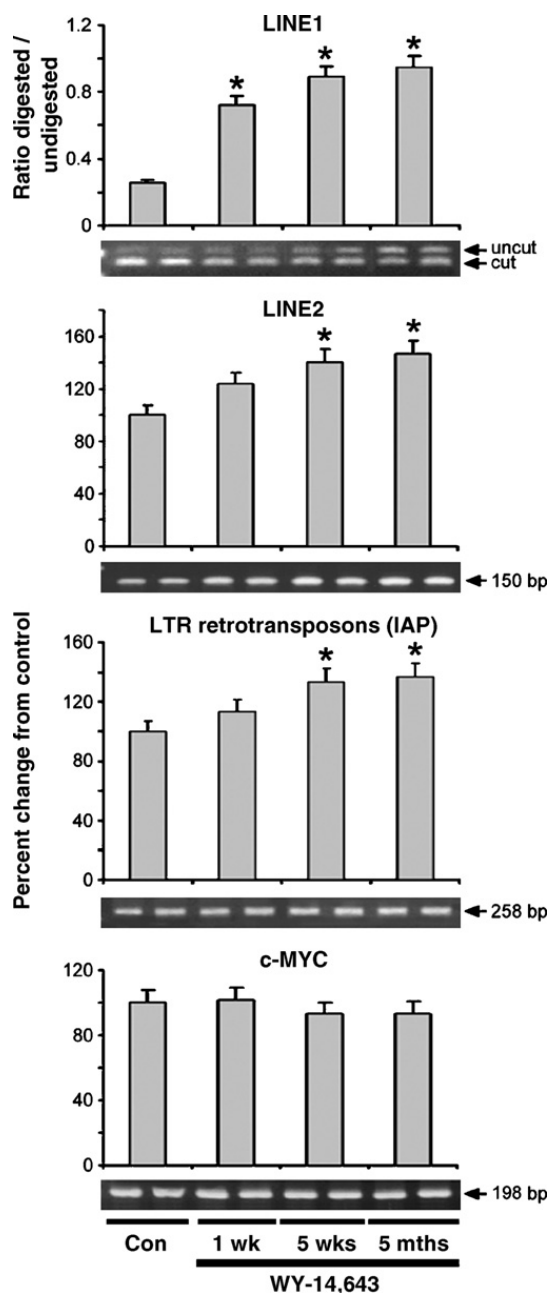 LINE1
Ratio digested /
undigested
1.2
0.8
0.4
0
*
*
*
uncut
cut
LINE2
160
120
80
40
0
*
*
150 bp
LTR retrotransposons (IAP)
Percent change from control
160
120
80
40
0
*
*
258 bp
c-MYC
120
80
40
0
198 bp
Con
1 wk
5 wks
5 mths
WY-14,643